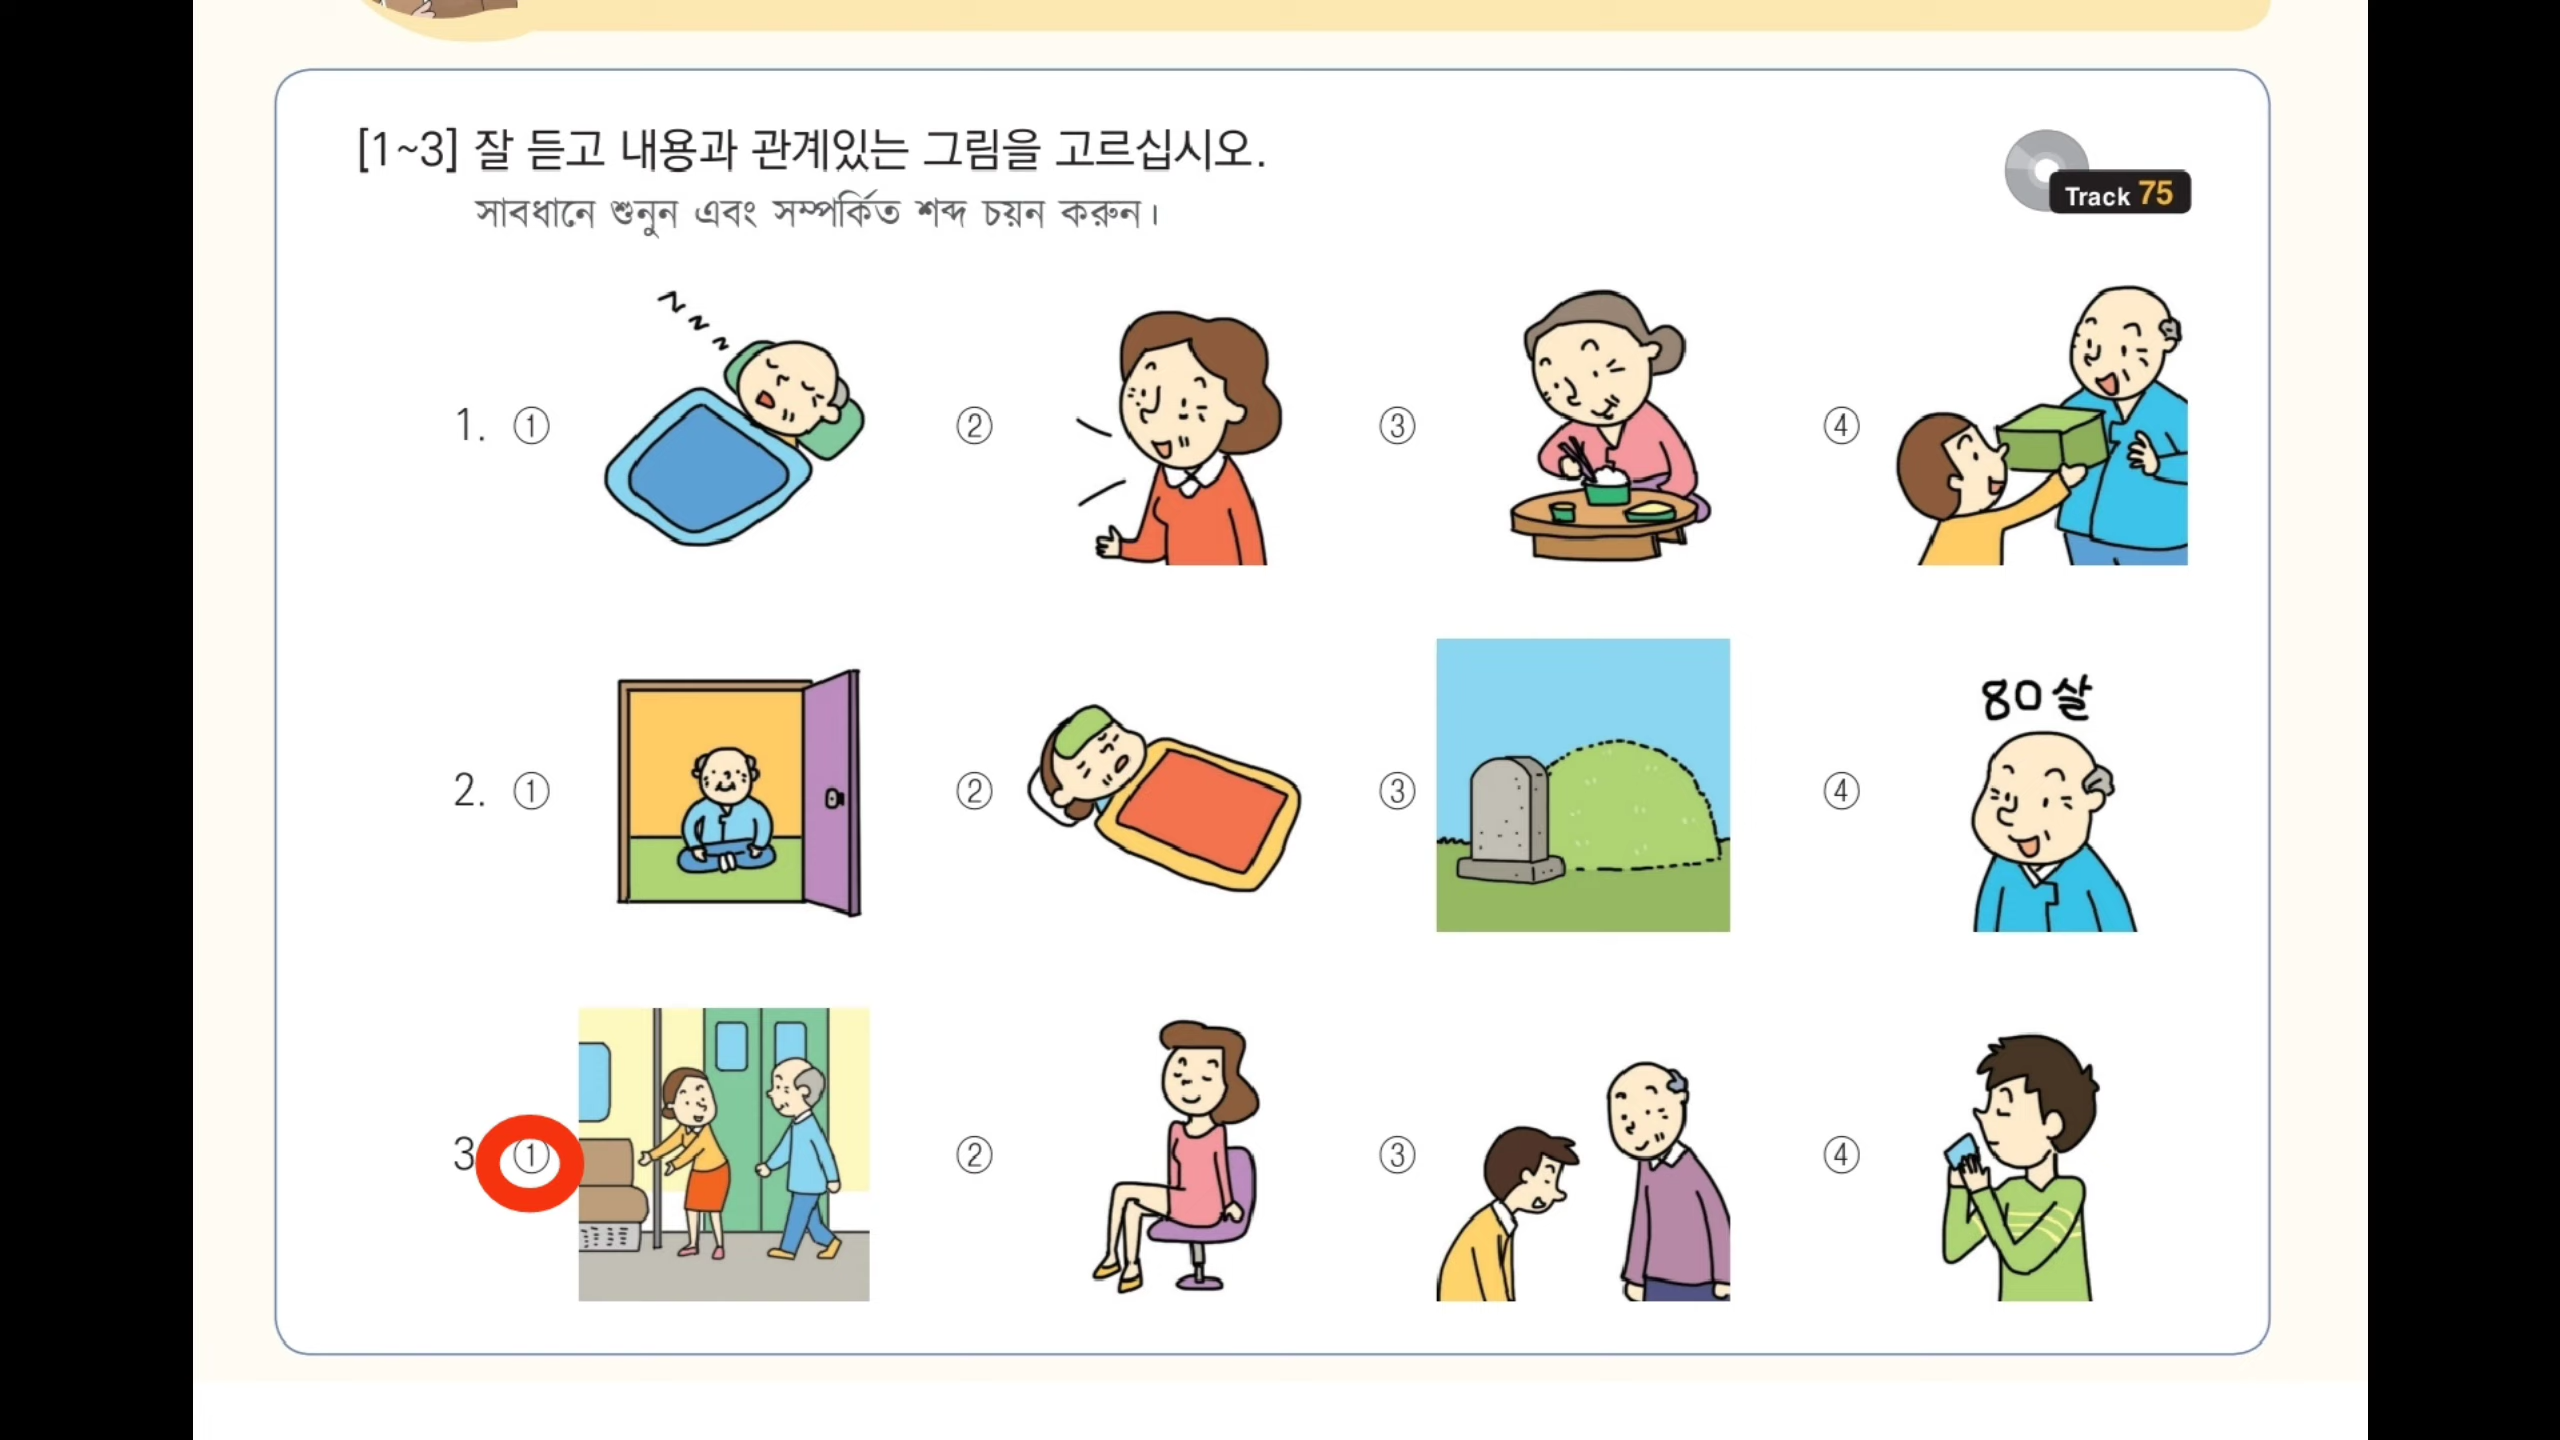 [1~3] 잘 듣고 내용과 관계있는 그림을 고르십시오.
Track 75
সাবধানে শুনুন এবং সম্পর্কিত শব্দ চয়ন করুন।
z z z
1. ① ② ③ ④
80살
2. ① ② ③ ④
3 ① ② ③ ④